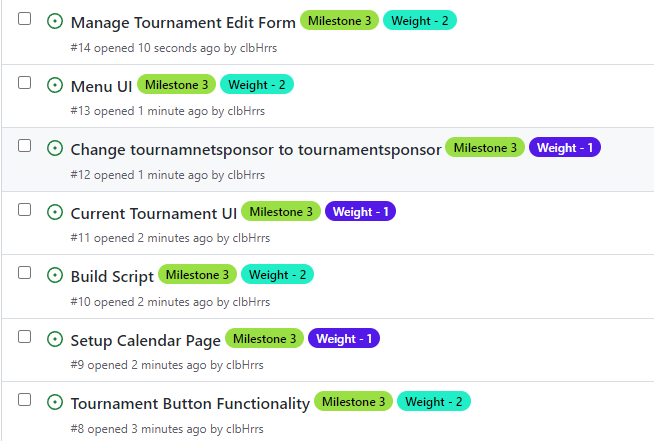 Manage Tournament Edit Form Milestone 3 Weight - 2
#14 opened 10 seconds ago by clbHrrs
Menu UI Milestone 3 Weight - 2
#13 opened 1 minute ago by clbHrrs
Change tournamnetsponsor to tournamentsponsor Milestone 3 Weight - 1
#12 opened 1 minute ago by clbHrrs
Current Tournament UI Milestone 3 Weight - 1
#11 opened 2 minutes ago by clbHrrs
Build Script Milestone 3 Weight - 2
#10 opened 2 minutes ago by clbHrrs
Setup Calendar Page Milestone 3 Weight - 1
#9 opened 2 minutes ago by clbHrrs
Tournament Button Functionality Milestone 3 Weight - 2
#8 opened 3 minutes ago by clbHrrs